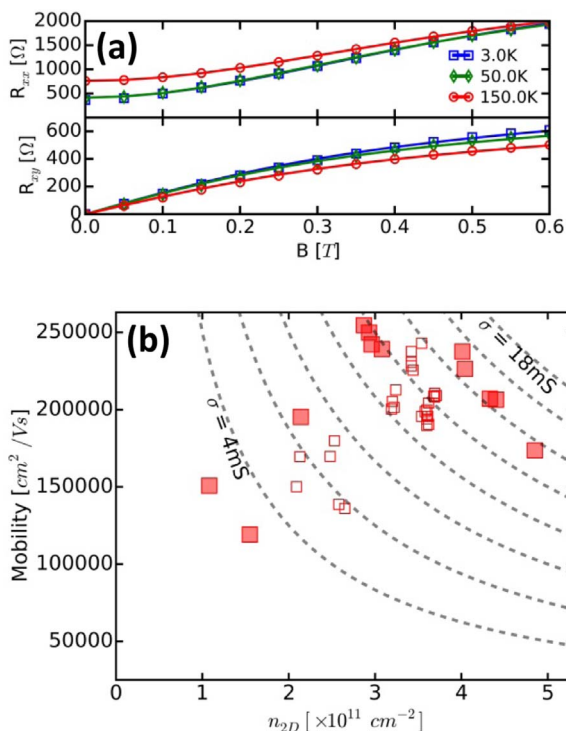 (a)
R_xx [Ω]
2000
1500
1000
500
3.0K
50.0K
150.0K
R_xy [Ω]
600
400
200
0
0.0 0.1 0.2 0.3 0.4 0.5 0.6
B [T]
(b)
Mobility [cm² /Vs]
250000
200000
150000
100000
50000
σ = 4mS
σ = 18mS
0 1 2 3 4 5
n_2D [ ×10¹¹ cm⁻²]